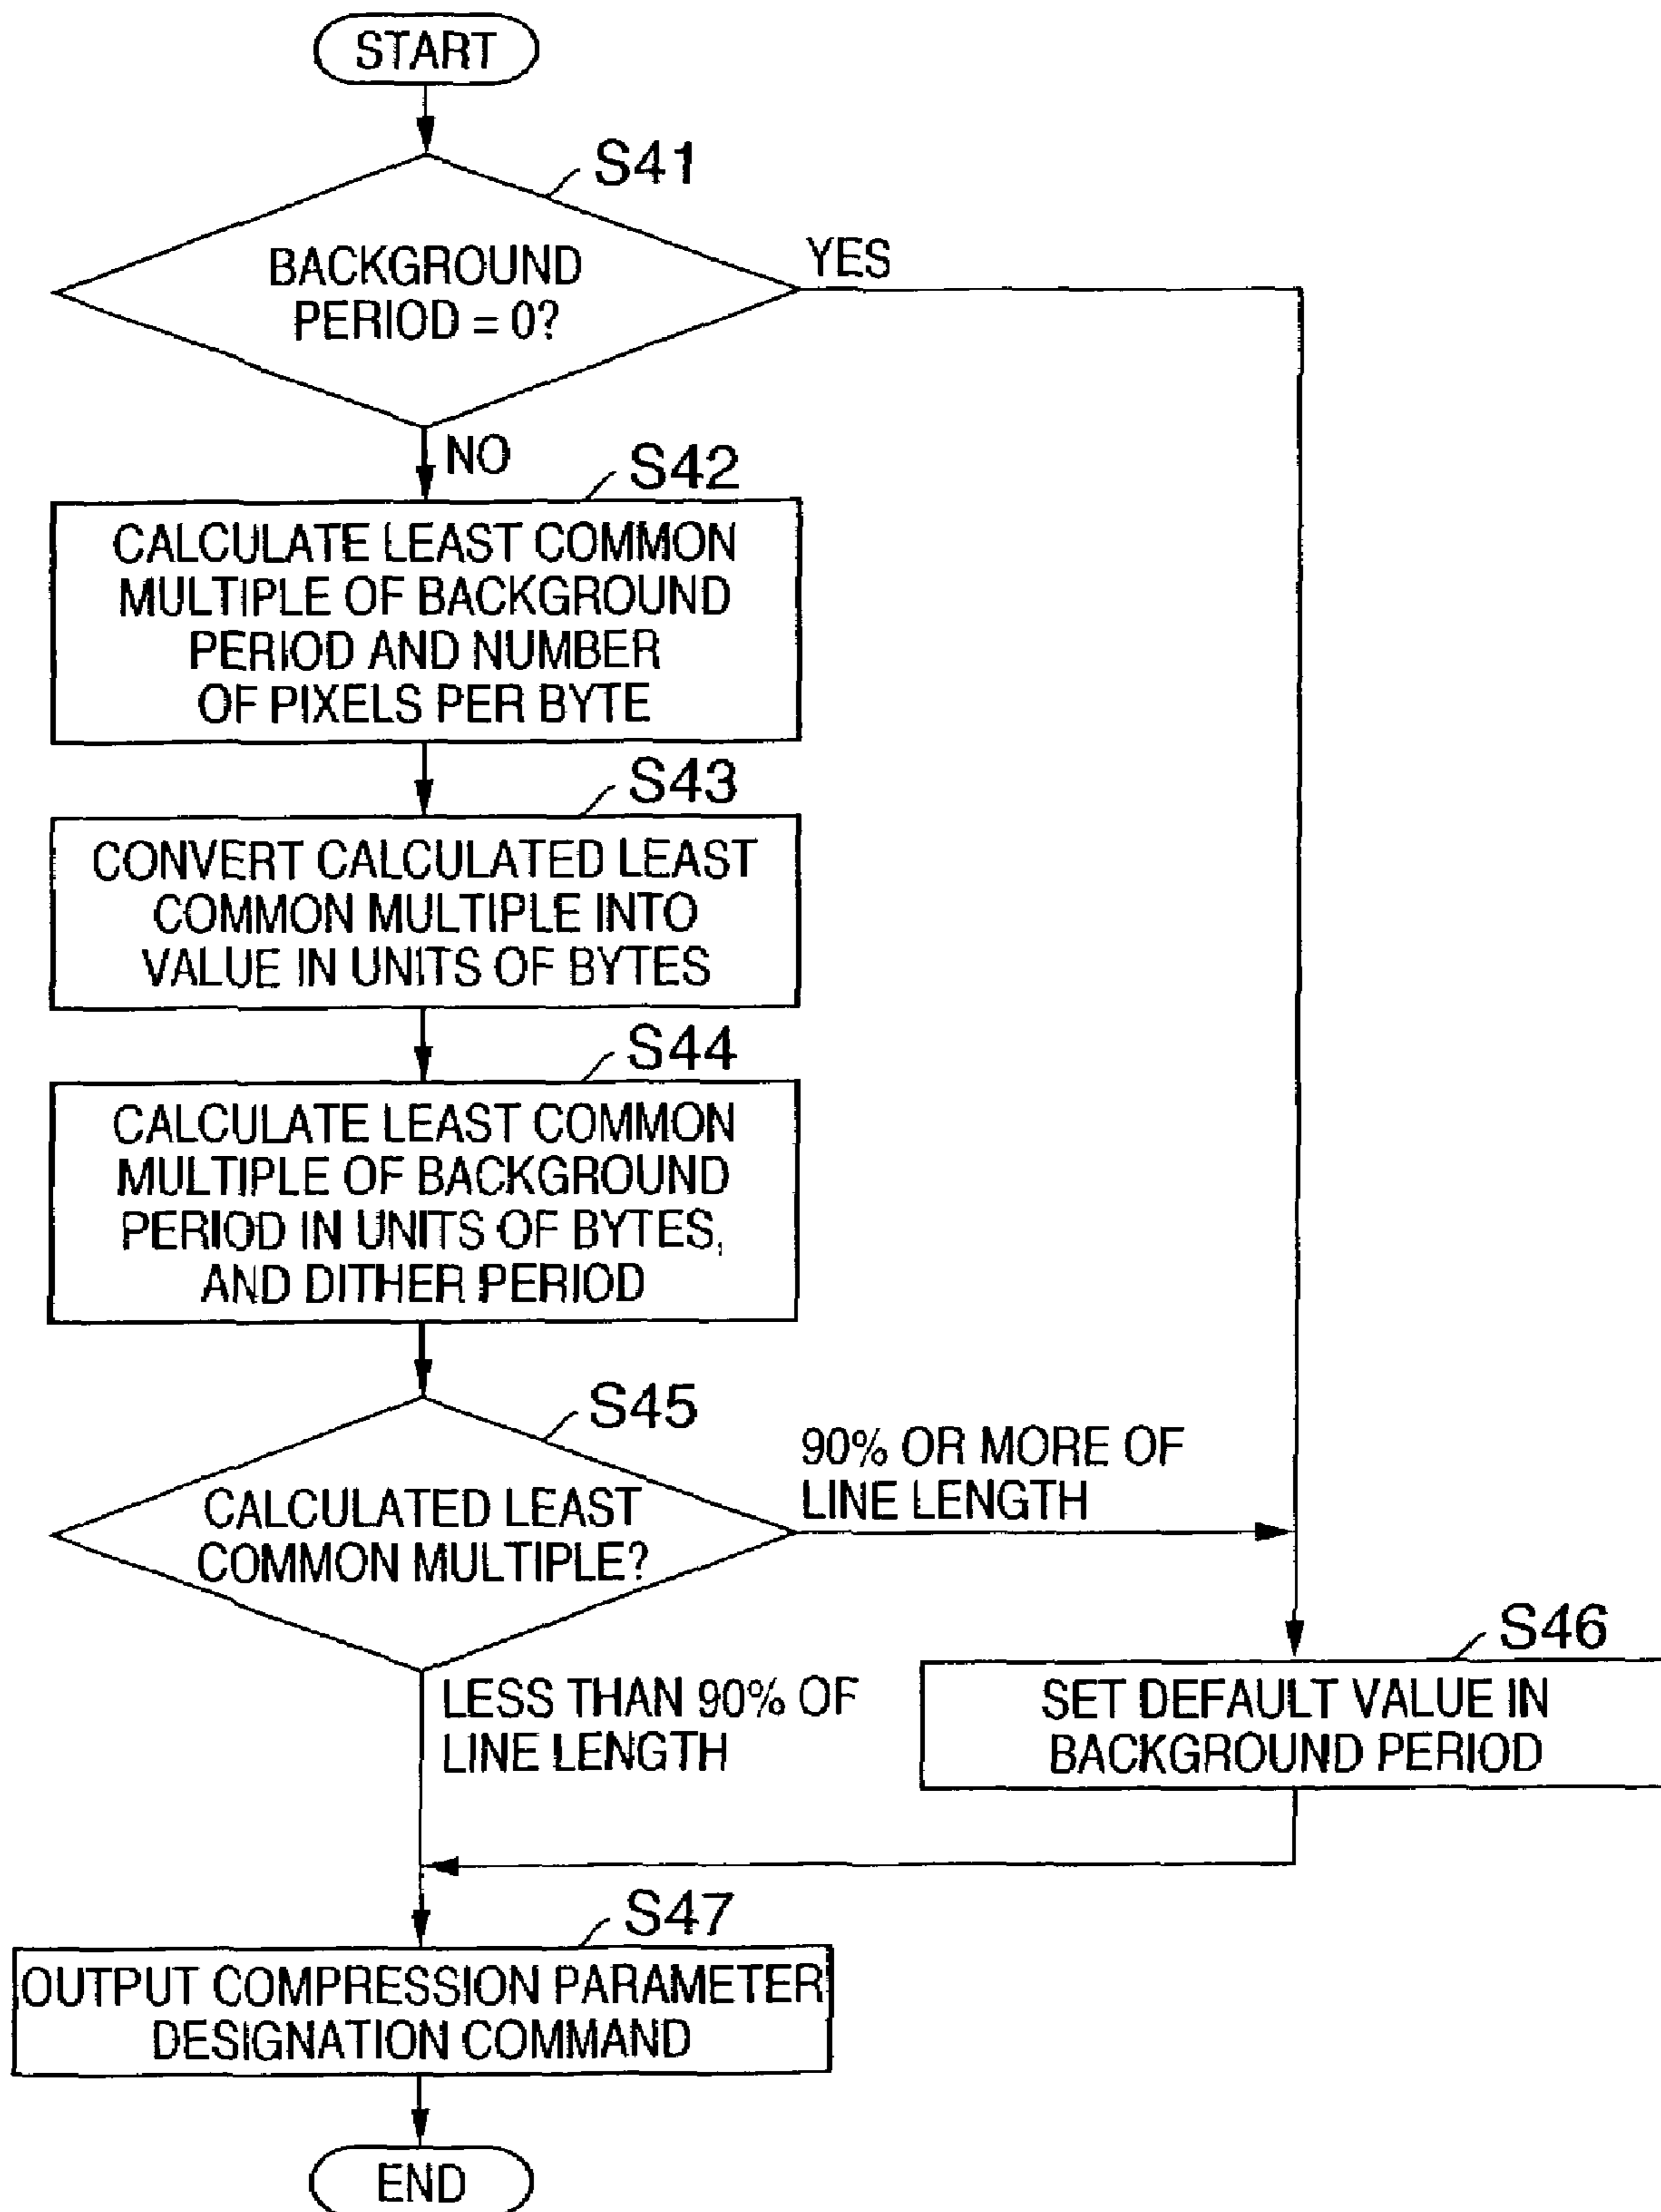 START
S41
BACKGROUND
PERIOD = 0?
YES
NO
S42
CALCULATE LEAST COMMON
MULTIPLE OF BACKGROUND
PERIOD AND NUMBER
OF PIXELS PER BYTE
S43
CONVERT CALCULATED LEAST
COMMON MULTIPLE INTO
VALUE IN UNITS OF BYTES
S44
CALCULATE LEAST COMMON
MULTIPLE OF BACKGROUND
PERIOD IN UNITS OF BYTES,
AND DITHER PERIOD
S45
CALCULATED LEAST
COMMON MULTIPLE?
90% OR MORE OF
LINE LENGTH
LESS THAN 90% OF
LINE LENGTH
S46
SET DEFAULT VALUE IN
BACKGROUND PERIOD
S47
OUTPUT COMPRESSION PARAMETER
DESIGNATION COMMAND
END